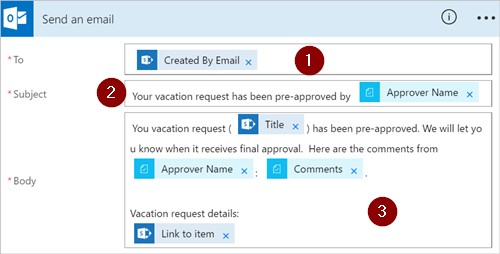 Send an email
* To
Created By Email x
1
* Subject
2
Your vacation request has been pre-approved by Approver Name x
You vacation request ( Title x ) has been pre-approved. We will let yo
u know when it receives final approval. Here are the comments from
Approver Name x ; Comments x .
* Body
Vacation request details:
3
Link to item x